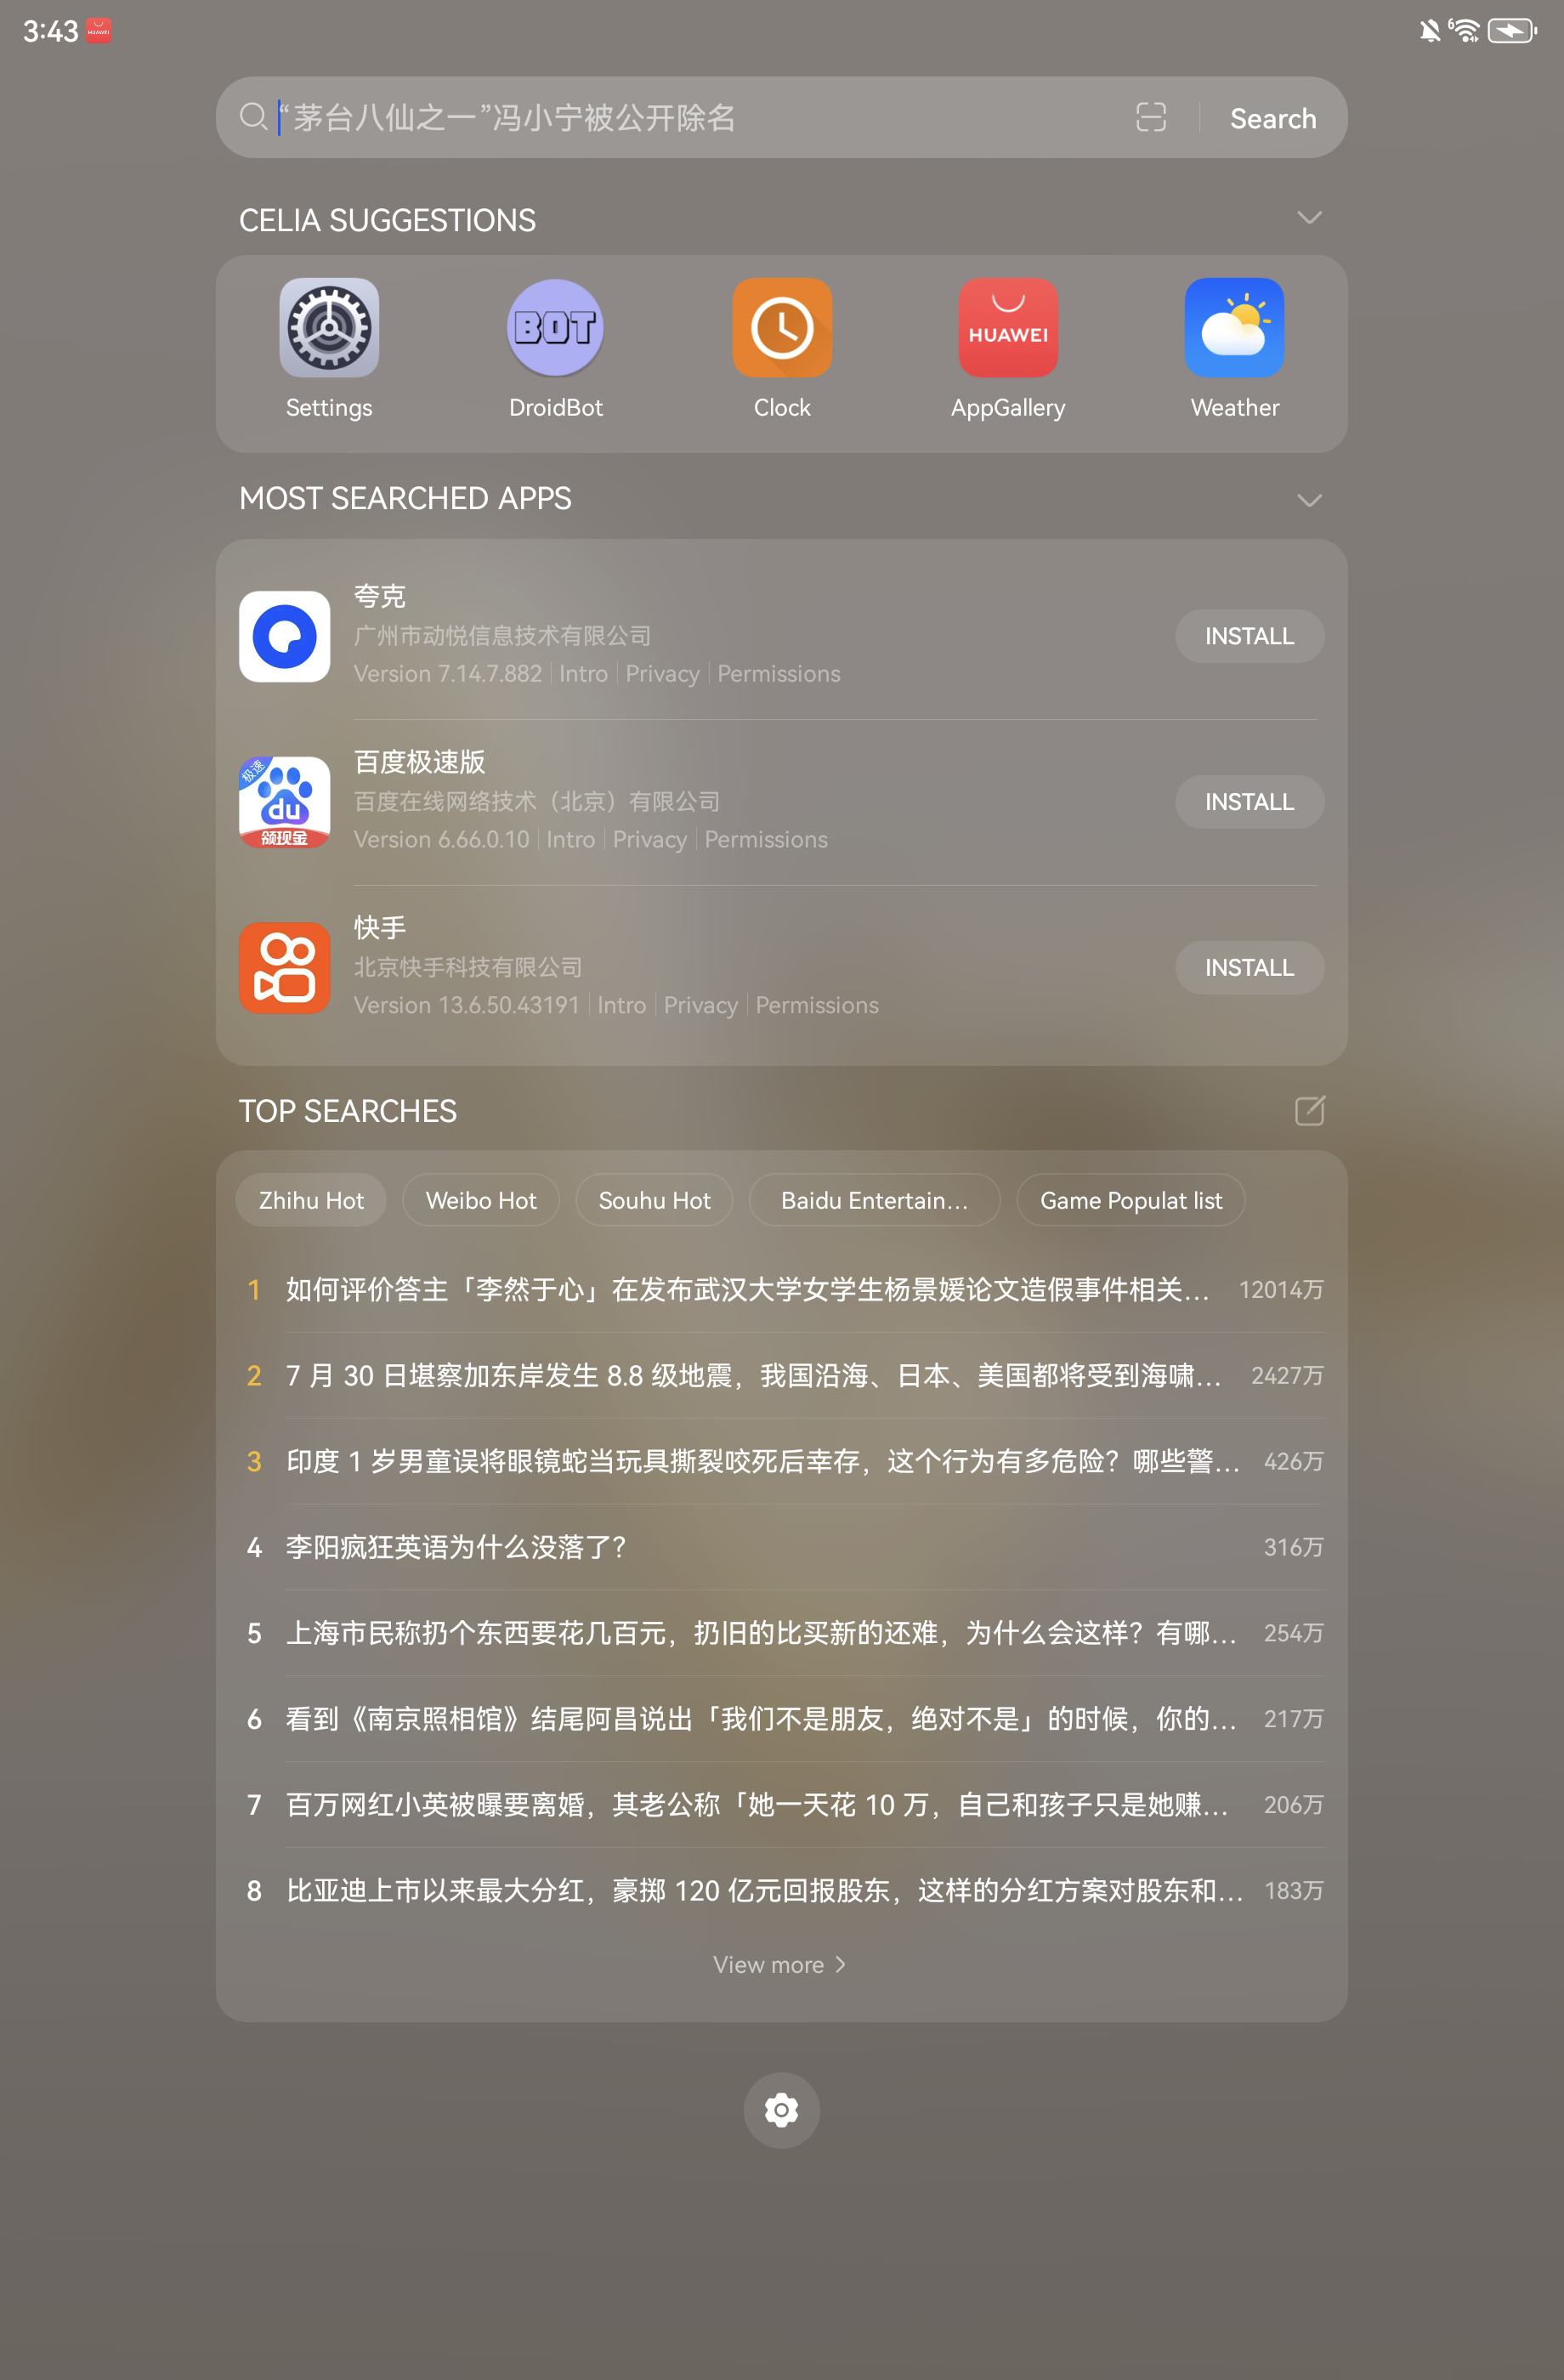 3:43
HUAWEI
6
“茅台八仙之一”冯小宁被公开除名
Search
CELIA SUGGESTIONS
BOT
HUAWEI
Settings
DroidBot
Clock
AppGallery
Weather
MOST SEARCHED APPS
夸克
广州市动悦信息技术有限公司
Version 7.14.7.882 Intro Privacy Permissions
INSTALL
极速
du
领现金
百度极速版
百度在线网络技术（北京）有限公司
Version 6.66.0.10 Intro Privacy Permissions
INSTALL
快手
北京快手科技有限公司
Version 13.6.50.43191 Intro Privacy Permissions
INSTALL
TOP SEARCHES
Zhihu Hot
Weibo Hot
Souhu Hot
Baidu Entertain...
Game Populat list
1 如何评价答主「李然于心」在发布武汉大学女学生杨景媛论文造假事件相关... 12014万
2 7 月 30 日堪察加东岸发生 8.8 级地震，我国沿海、日本、美国都将受到海啸... 2427万
3 印度 1 岁男童误将眼镜蛇当玩具撕裂咬死后幸存，这个行为有多危险？哪些警... 426万
4 李阳疯狂英语为什么没落了？ 316万
5 上海市民称扔个东西要花几百元，扔旧的比买新的还难，为什么会这样？有哪... 254万
6 看到《南京照相馆》结尾阿昌说出「我们不是朋友，绝对不是」的时候，你的... 217万
7 百万网红小英被曝要离婚，其老公称「她一天花 10 万，自己和孩子只是她赚... 206万
8 比亚迪上市以来最大分红，豪掷 120 亿元回报股东，这样的分红方案对股东和... 183万
View more